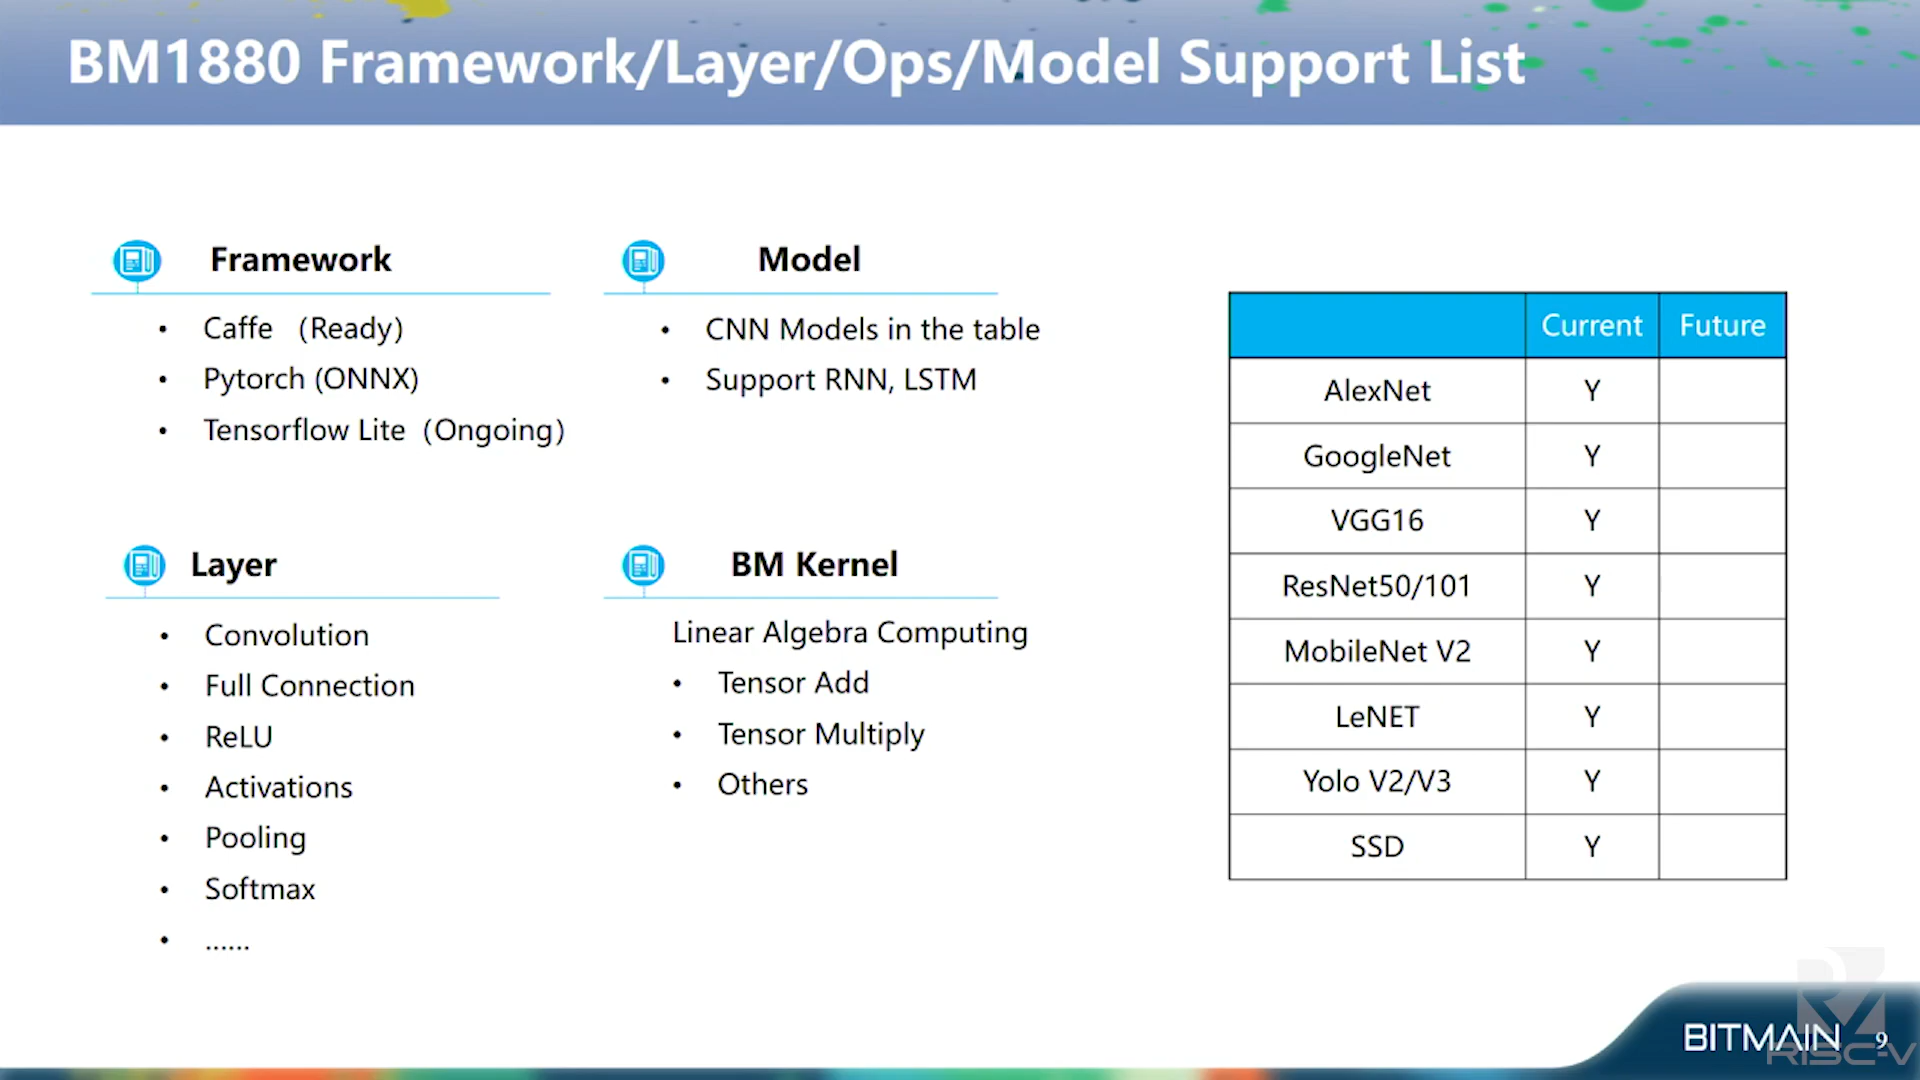 BM1880 Framework/Layer/Ops/Model Support List
Framework
• Caffe （Ready）
• Pytorch (ONNX)
• Tensorflow Lite（Ongoing）
Model
• CNN Models in the table
• Support RNN, LSTM
Layer
• Convolution
• Full Connection
• ReLU
• Activations
• Pooling
• Softmax
• ......
BM Kernel
Linear Algebra Computing
• Tensor Add
• Tensor Multiply
• Others
Current Future
AlexNet Y
GoogleNet Y
VGG16 Y
ResNet50/101 Y
MobileNet V2 Y
LeNET Y
Yolo V2/V3 Y
SSD Y
BITMAIN 9
RISC-V